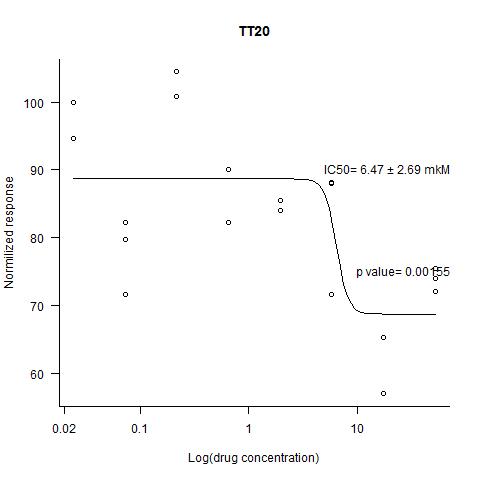 TT20
Normilized response
100
90
80
70
60
IC50= 6.47 ± 2.69 mkM
p value= 0.00155
0.02 0.1 1 10
Log(drug concentration)